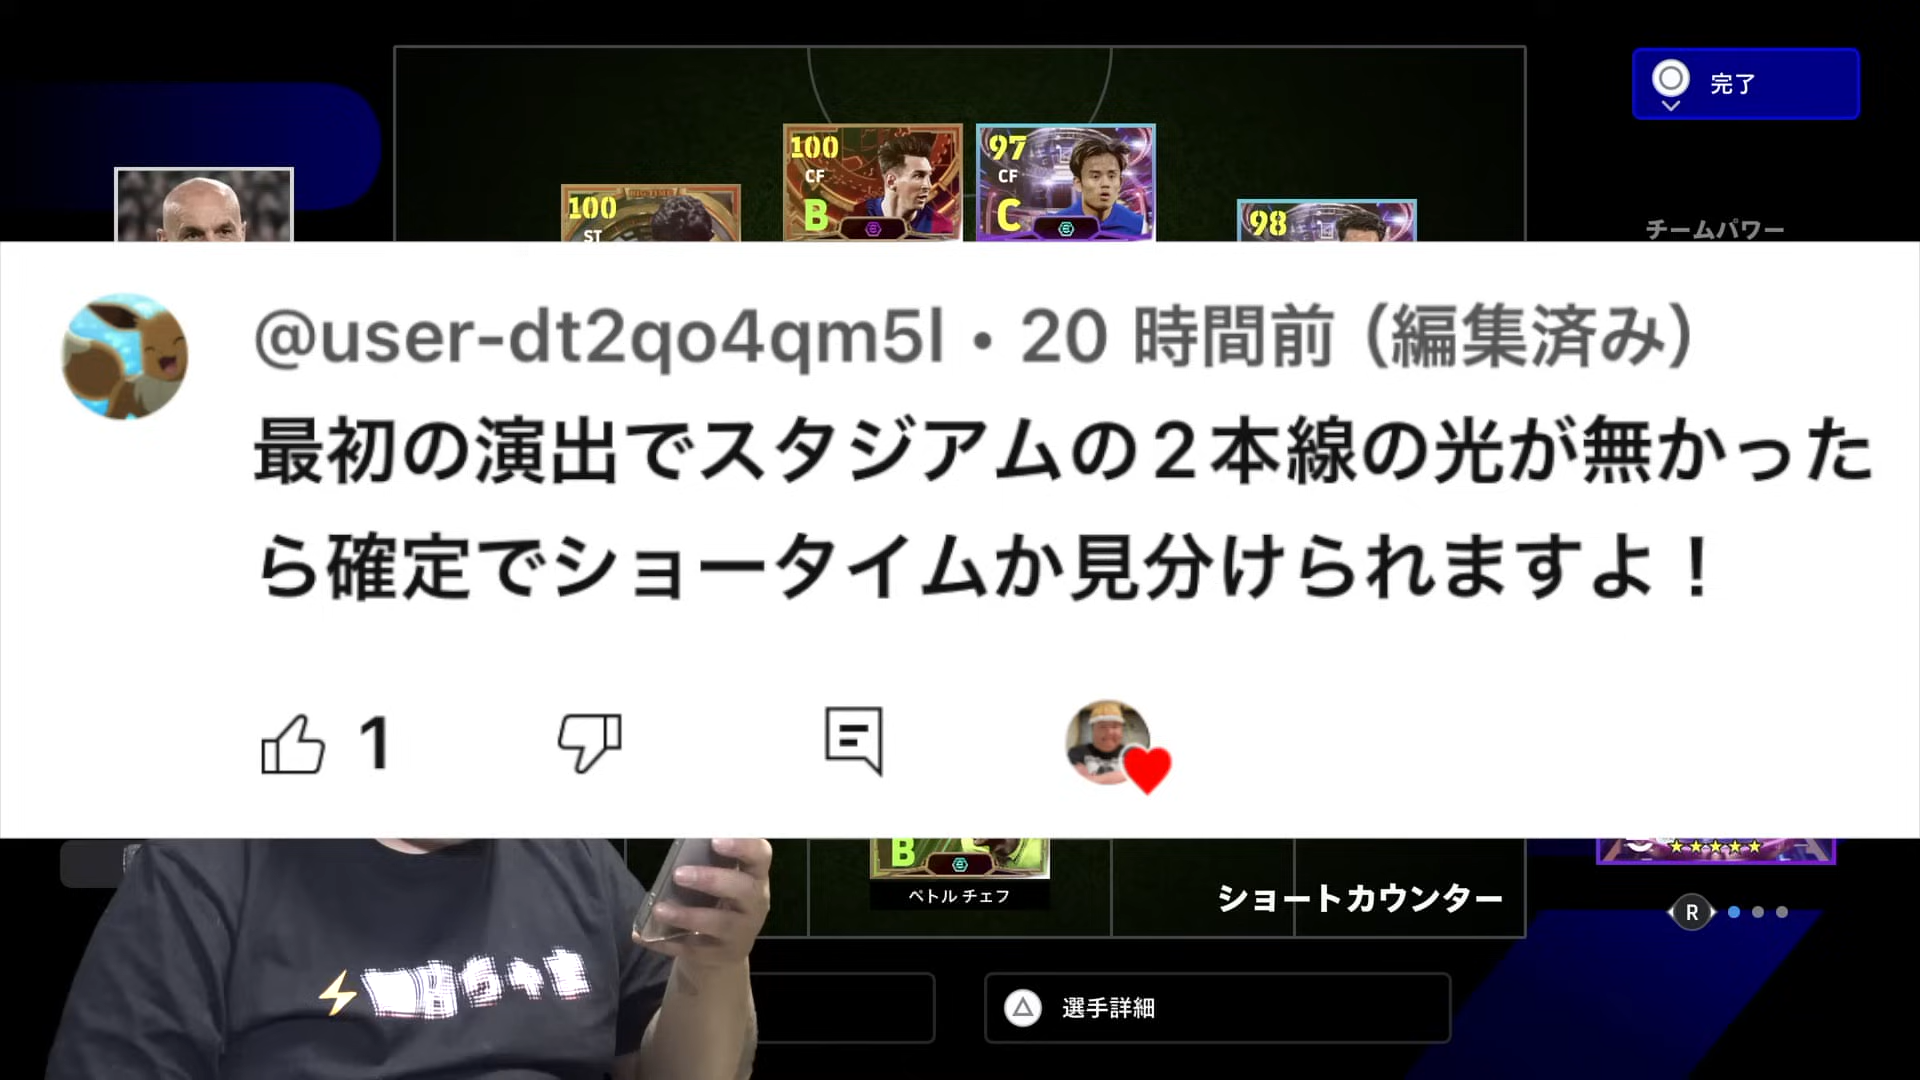 完了
100
CF
B
97
CF
C
100
ST
98
チームパワー
@user-dt2qo4qm5l • 20 時間前 (編集済み)
最初の演出でスタジアムの２本線の光が無かった
ら確定でショータイムか見分けられますよ！
1
B
ペトル チェフ
ショートカウンター
R
選手詳細